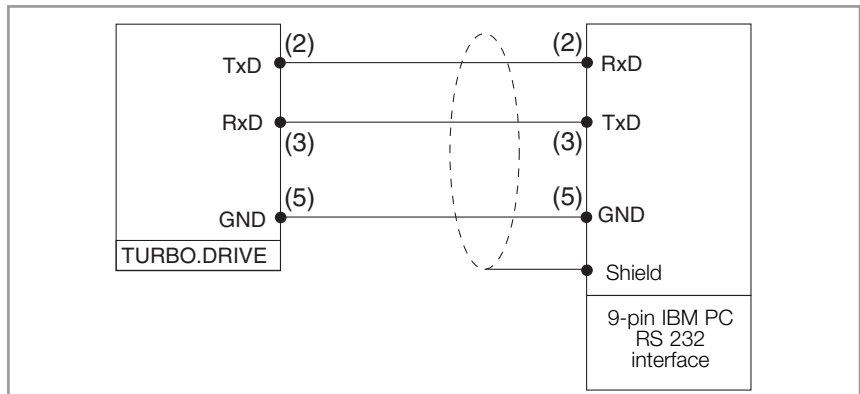 (2)
(2)
TxD
RxD
RxD
TxD
(3)
(3)
(5)
(5)
GND
GND
TURBO.DRIVE
Shield
9-pin IBM PC
RS 232
interface